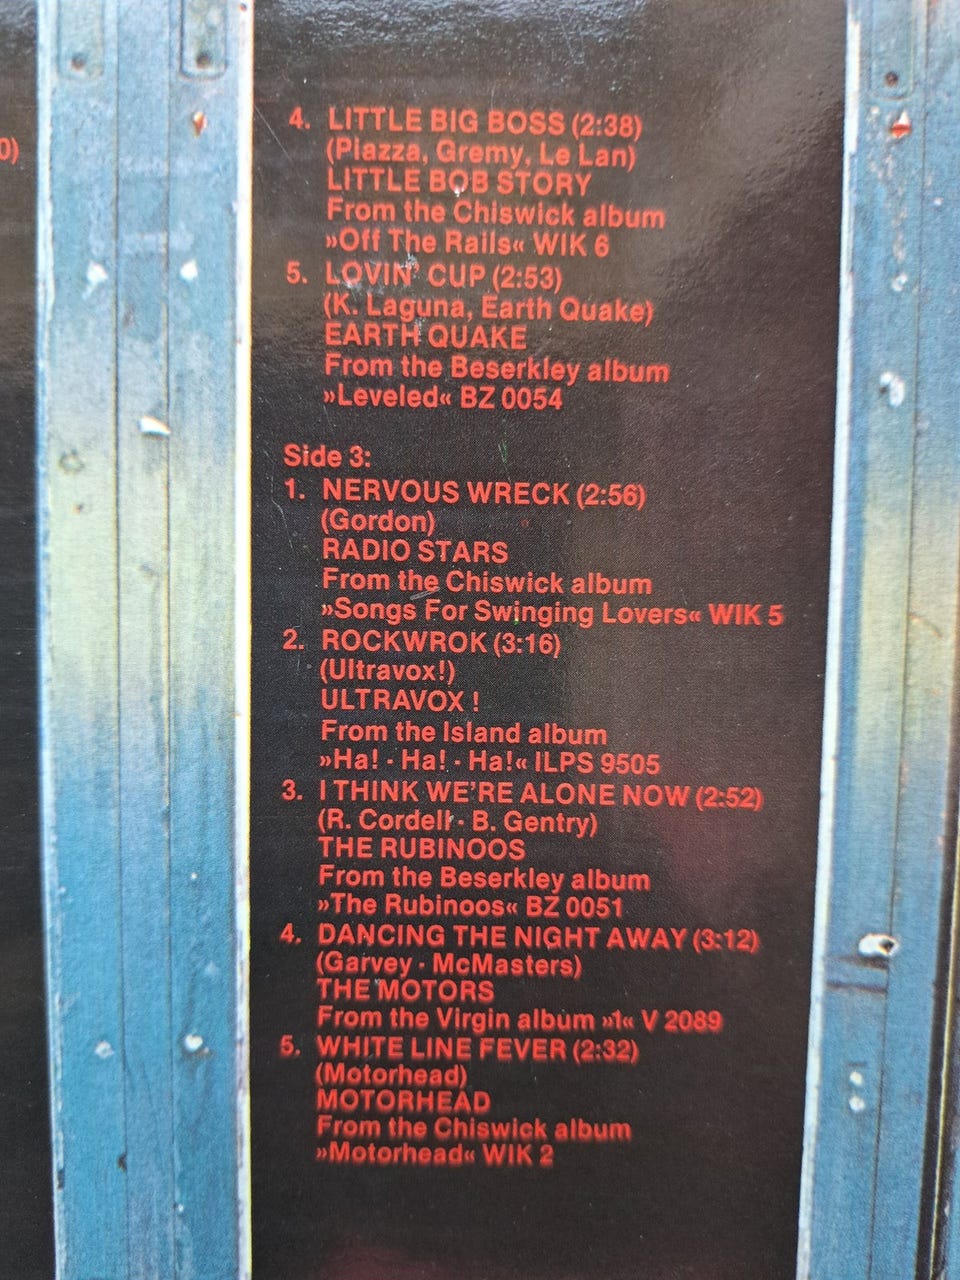 0)
4. LITTLE BIG BOSS (2:38)
(Piazza, Gremy, Le Lan)
LITTLE BOB STORY
From the Chiswick album
»Off The Rails« WIK 6
5. LOVIN' CUP (2:53)
(K. Laguna, Earth Quake)
EARTH QUAKE
From the Beserkley album
»Leveled« BZ 0054
Side 3:
1. NERVOUS WRECK (2:56)
(Gordon)
RADIO STARS
From the Chiswick album
»Songs For Swinging Lovers« WIK 5
2. ROCKWROK (3:16)
(Ultravox!)
ULTRAVOX !
From the Island album
»Ha! · Ha! · Ha!« ILPS 9505
3. I THINK WE'RE ALONE NOW (2:52)
(R. Cordell · B. Gentry)
THE RUBINOOS
From the Beserkley album
»The Rubinoos« BZ 0051
4. DANCING THE NIGHT AWAY (3:12)
(Garvey · McMasters)
THE MOTORS
From the Virgin album »1« V 2089
5. WHITE LINE FEVER (2:32)
(Motorhead)
MOTORHEAD
From the Chiswick album
»Motorhead« WIK 2